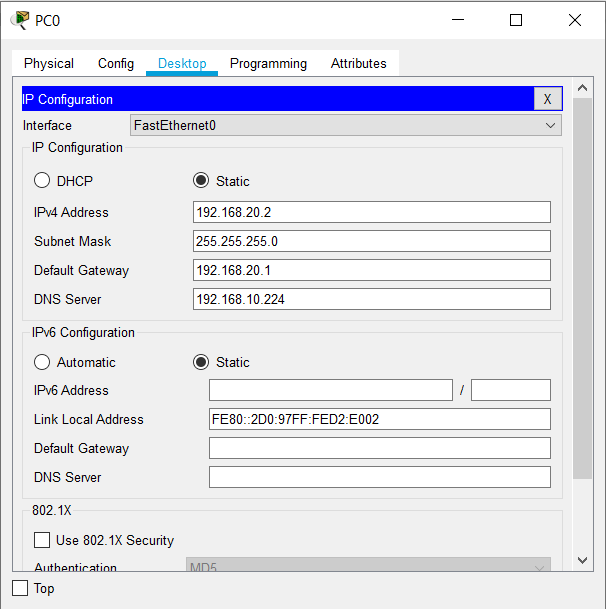 PC0
Physical Config Desktop Programming Attributes
IP Configuration X
Interface FastEthernet0
IP Configuration
DHCP Static
IPv4 Address 192.168.20.2
Subnet Mask 255.255.255.0
Default Gateway 192.168.20.1
DNS Server 192.168.10.224
IPv6 Configuration
Automatic Static
IPv6 Address /
Link Local Address FE80::2D0:97FF:FED2:E002
Default Gateway
DNS Server
802.1X
Use 802.1X Security
Authentication MD5
Top